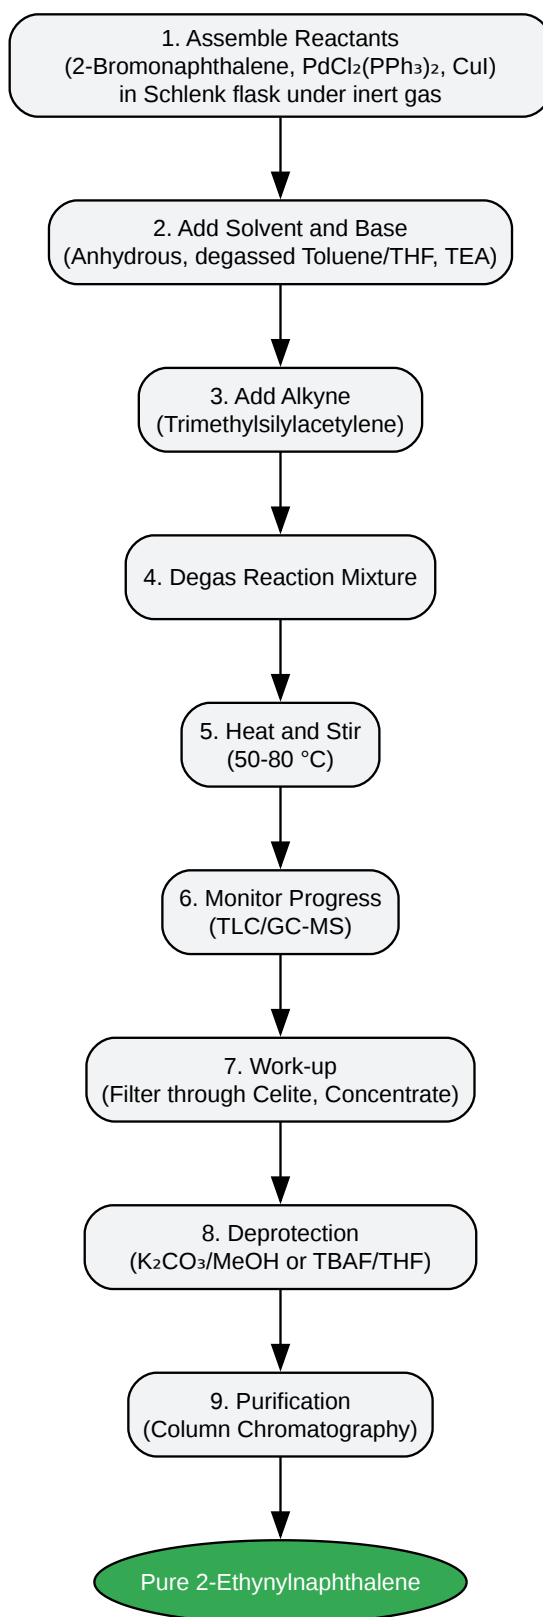 1. Assemble Reactants
(2-Bromonaphthalene, PdCl₂(PPh₃)₂, CuI)
in Schlenk flask under inert gas
2. Add Solvent and Base
(Anhydrous, degassed Toluene/THF, TEA)
3. Add Alkyne
(Trimethylsilylacetylene)
4. Degas Reaction Mixture
5. Heat and Stir
(50-80 °C)
6. Monitor Progress
(TLC/GC-MS)
7. Work-up
(Filter through Celite, Concentrate)
8. Deprotection
(K₂CO₃/MeOH or TBAF/THF)
9. Purification
(Column Chromatography)
Pure 2-Ethynylnaphthalene